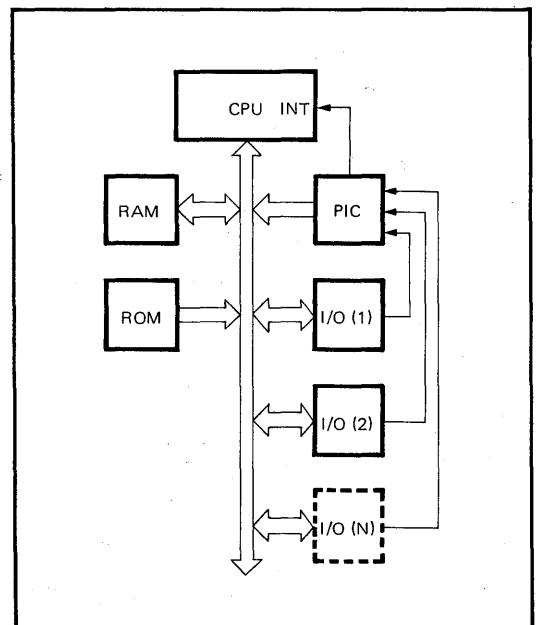 CPU INT
RAM
PIC
ROM
I/O (1)
I/O (2)
I/O (N)